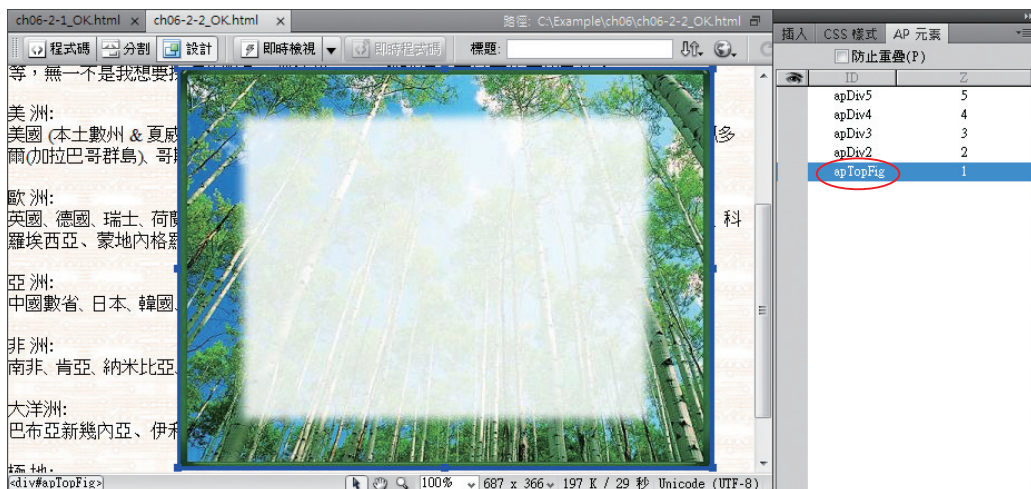 ch06-2-1_OK.html × ch06-2-2_OK.html ×
路徑: C:\Example\ch06\ch06-2-2_OK.html
程式碼 分割 設計 即時檢視 即時程式碼 標題:
等，無一不是我想要
美 洲:
美國 (本土數州 & 夏威
多
爾(加拉巴哥群島)、哥
歐 洲:
英國、德國、瑞士、荷
、科
羅埃西亞、蒙地內格羅
亞 洲:
中國數省、日本、韓國、
非 洲:
南非、肯亞、納米比亞
大洋洲:
巴布亞新幾內亞、伊
極 地:
<div#apTopFig>
100% 687 x 366 197 K / 29 秒 Unicode (UTF-8)
插入 CSS 樣式 AP 元素
防止重疊(P)
ID Z
apDiv5 5
apDiv4 4
apDiv3 3
apDiv2 2
apTopFig 1